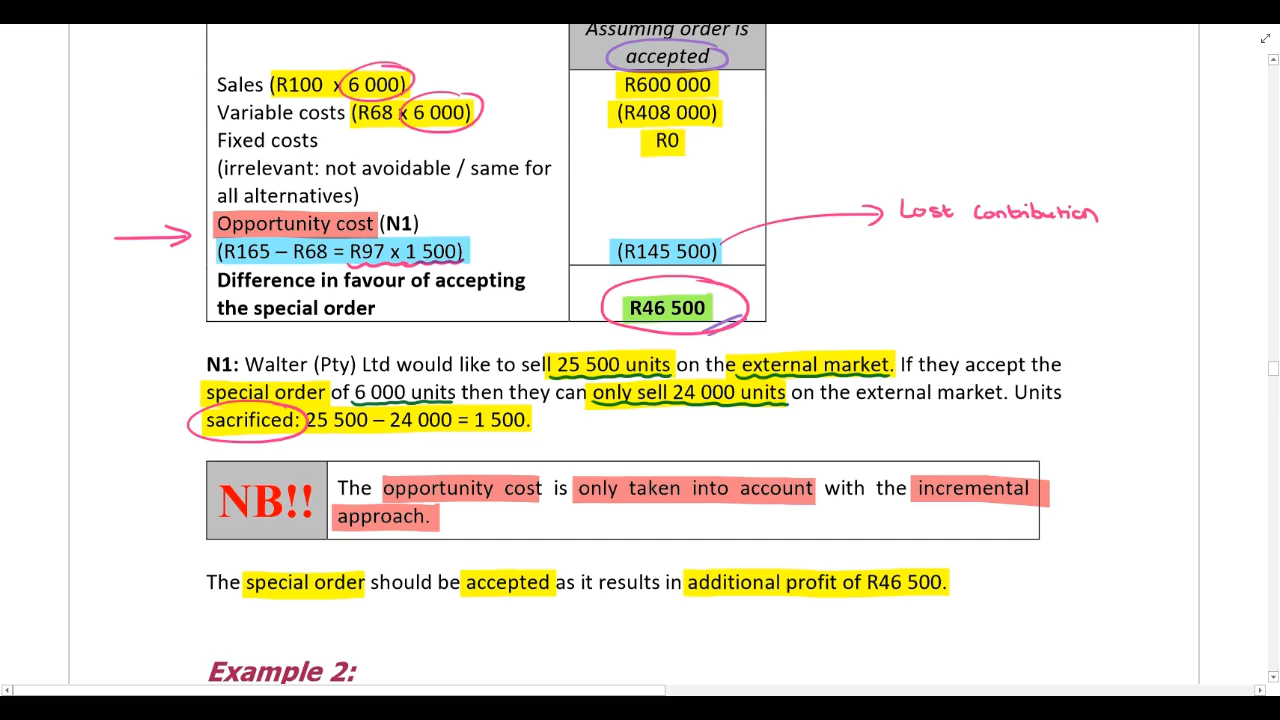 Assuming order is
accepted
Sales (R100 x 6 000) R600 000
Variable costs (R68 x 6 000) (R408 000)
Fixed costs R0
(irrelevant: not avoidable / same for
all alternatives)
Opportunity cost (N1) Lost Contribution
(R165 – R68 = R97 x 1 500) (R145 500)
Difference in favour of accepting
the special order R46 500
N1: Walter (Pty) Ltd would like to sell 25 500 units on the external market. If they accept the
special order of 6 000 units then they can only sell 24 000 units on the external market. Units
sacrificed: 25 500 – 24 000 = 1 500.
NB!! The opportunity cost is only taken into account with the incremental
approach.
The special order should be accepted as it results in additional profit of R46 500.
Example 2: